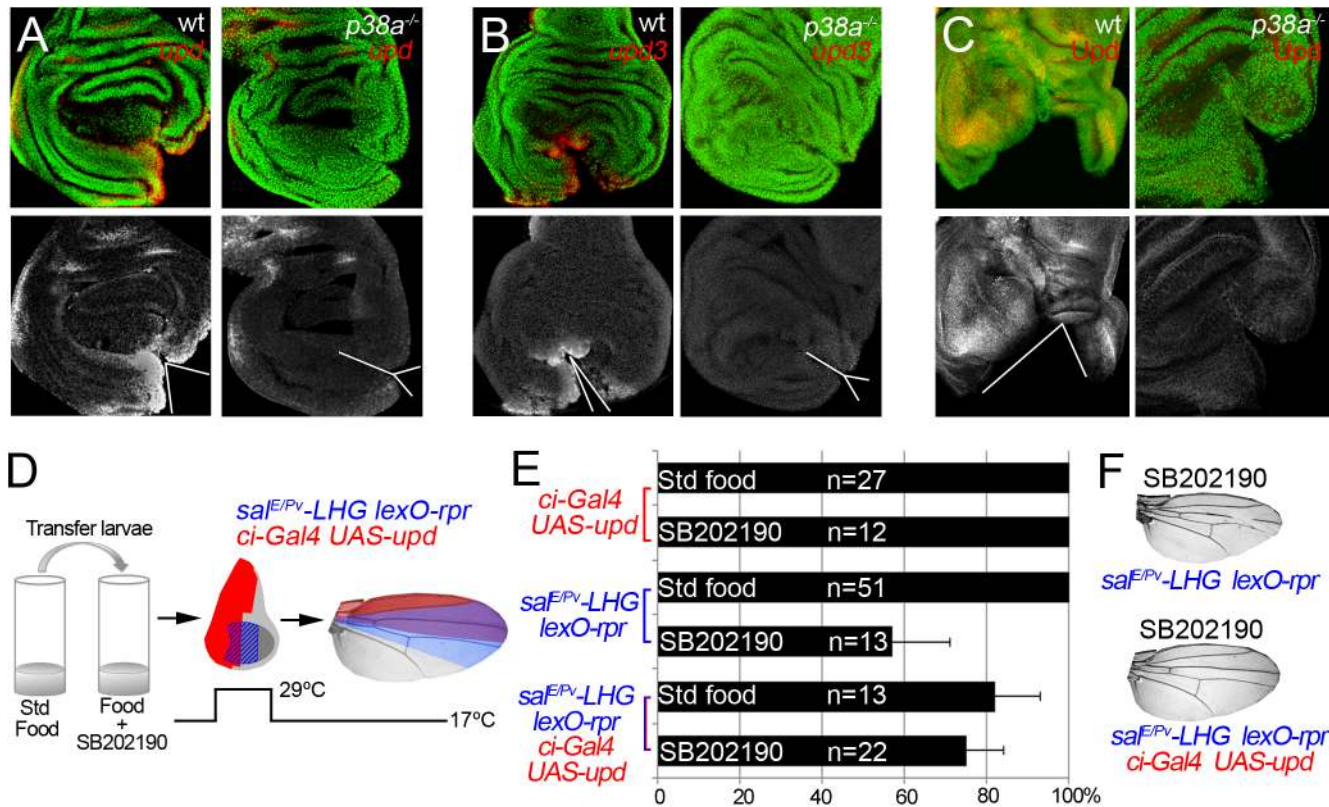 A
wt
upd
p38a-/-
upd
B
wt
upd3
p38a-/-
upd3
C
wt
Upd
p38a-/-
Upd
D
Transfer larvae
Std
Food
Food
+
SB202190
salE/Pv-LHG lexO-rpr
ci-Gal4 UAS-upd
29ºC
17ºC
E
ci-Gal4
UAS-upd
Std food n=27
SB202190 n=12
salE/Pv-LHG
lexO-rpr
Std food n=51
SB202190 n=13
salE/Pv-LHG
lexO-rpr
ci-Gal4
UAS-upd
Std food n=13
SB202190 n=22
0 20 40 60 80 100%
F
SB202190
salE/Pv-LHG lexO-rpr
SB202190
salE/Pv-LHG lexO-rpr
ci-Gal4 UAS-upd